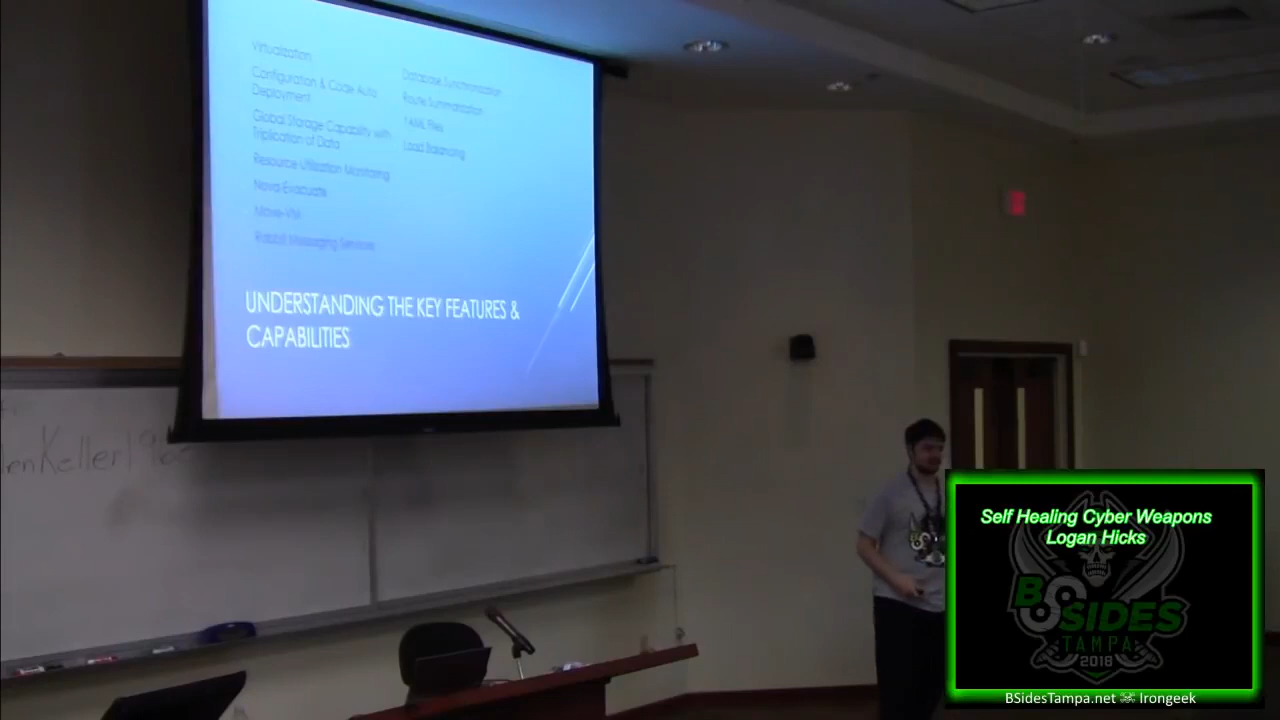 Virtualization
Configuration & Code Auto
Deployment
Global Storage Capability with
Triplication of Data
Resource Utilization Monitoring
Nova Evacuate
Move-VM
Rabbit Messaging Services
Database Synchronization
Route Summarization
YAML Files
Load Balancing
UNDERSTANDING THE KEY FEATURES &
CAPABILITIES
Self Healing Cyber Weapons
Logan Hicks
BSIDES
TAMPA
2018
BSidesTampa.net Irongeek